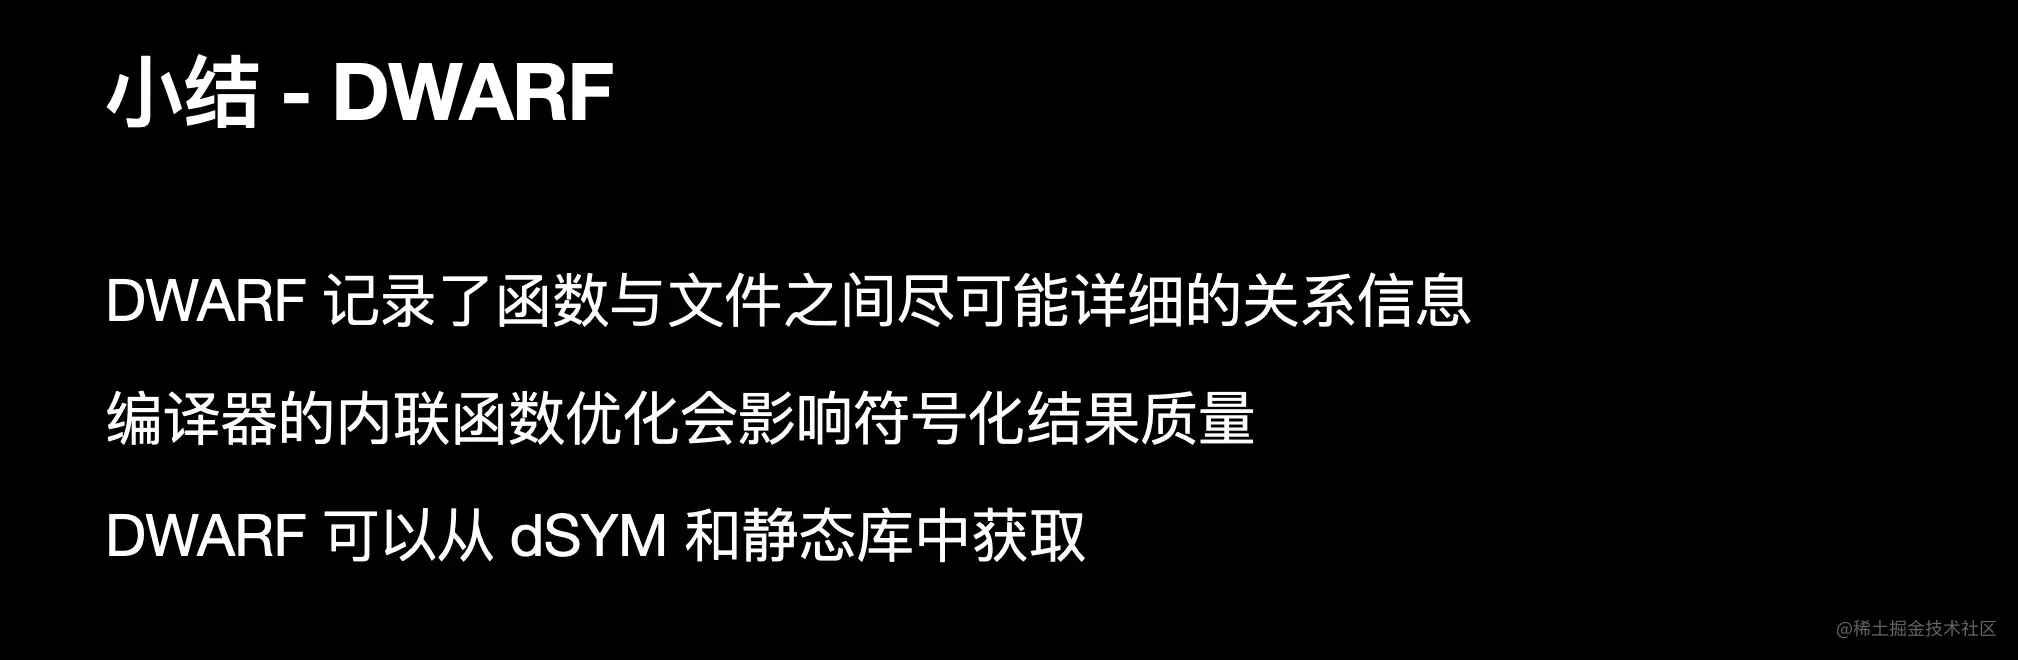 小结 - DWARF
DWARF 记录了函数与文件之间尽可能详细的关系信息
编译器的内联函数优化会影响符号化结果质量
DWARF 可以从 dSYM 和静态库中获取
@稀土掘金技术社区